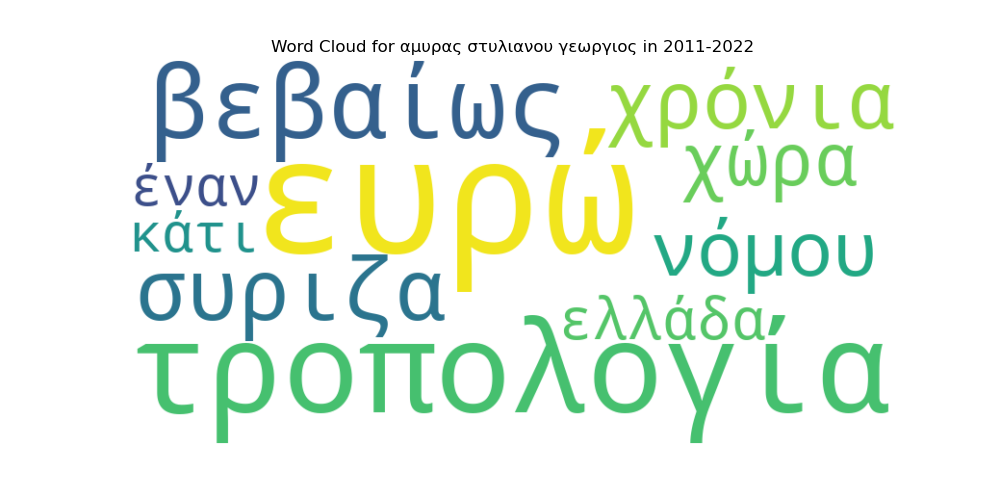 Word Cloud for αμυρας στυλιανου γεωργιος in 2011-2022
βεβαίως
χρόνια
χώρα
έναν
ευρώ
κάτι
νόμου
συριζα
ελλάδα
τροπολογία